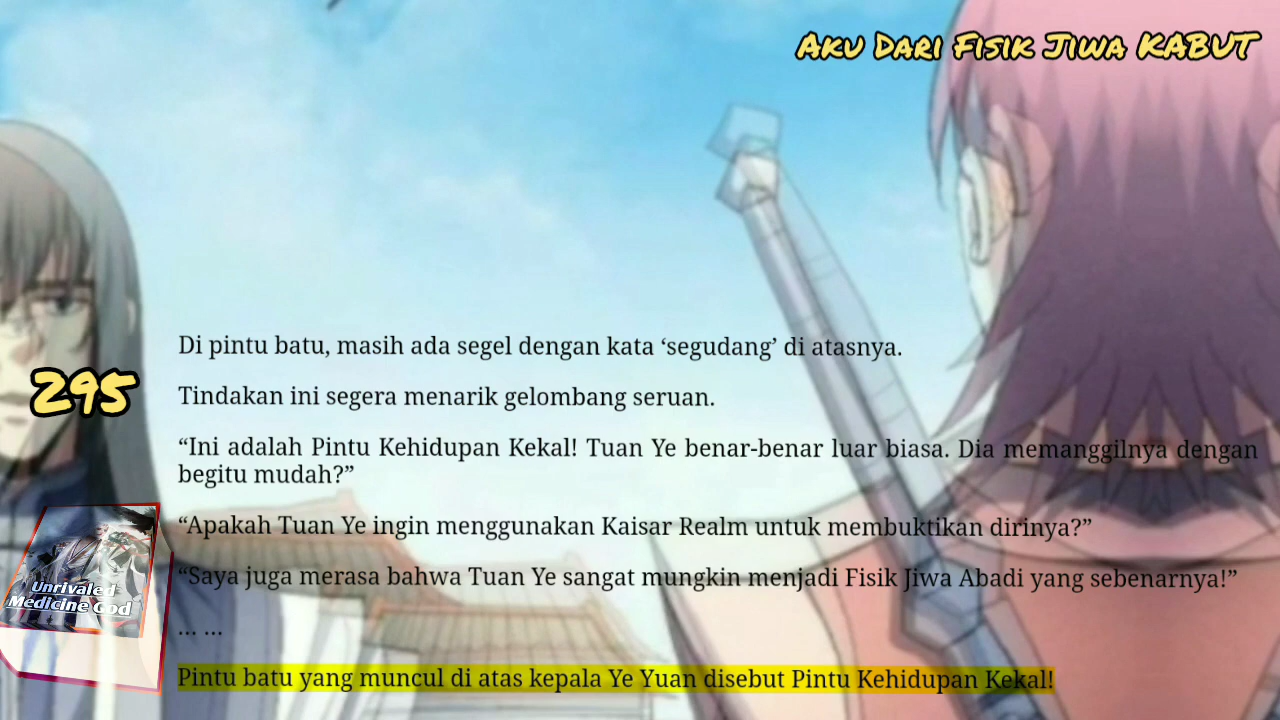 Aku Dari Fisik Jiwa KABUT
Di pintu batu, masih ada segel dengan kata ‘segudang’ di atasnya.
Tindakan ini segera menarik gelombang seruan.
“Ini adalah Pintu Kehidupan Kekal! Tuan Ye benar-benar luar biasa. Dia memanggilnya dengan
begitu mudah?”
“Apakah Tuan Ye ingin menggunakan Kaisar Realm untuk membuktikan dirinya?”
“Saya juga merasa bahwa Tuan Ye sangat mungkin menjadi Fisik Jiwa Abadi yang sebenarnya!”
... ...
Pintu batu yang muncul di atas kepala Ye Yuan disebut Pintu Kehidupan Kekal!
295
Unrivaled
Medicine God